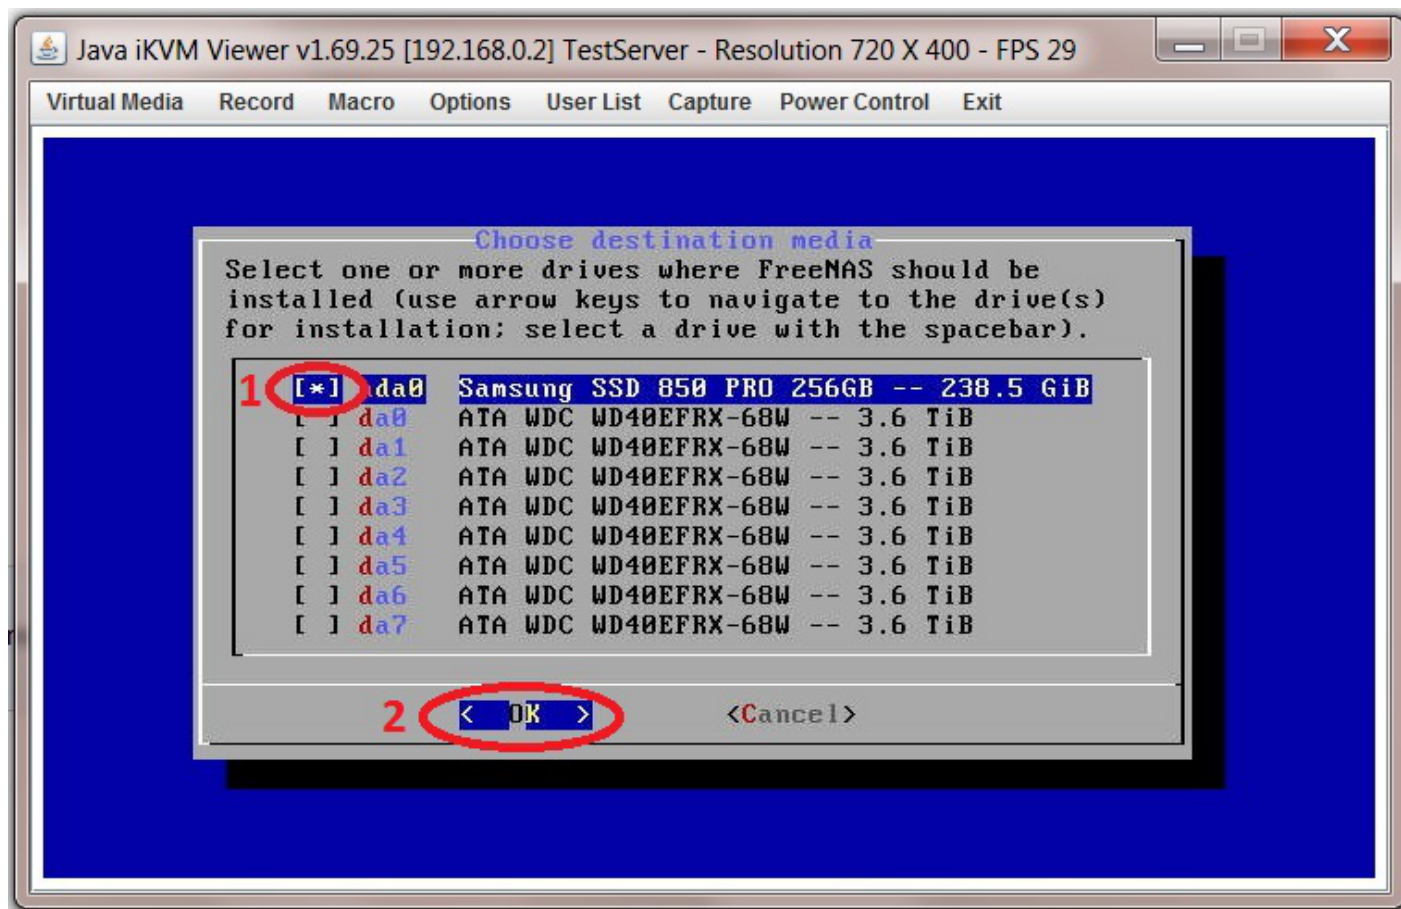 Java iKVM Viewer v1.69.25 [192.168.0.2] TestServer - Resolution 720 X 400 - FPS 29
Virtual Media Record Macro Options User List Capture Power Control Exit
Choose destination media
Select one or more drives where FreeNAS should be
installed (use arrow keys to navigate to the drive(s)
for installation; select a drive with the spacebar).
1 [*] ada0 Samsung SSD 850 PRO 256GB -- 238.5 GiB
[ ] da0 ATA WDC WD40EFRX-68W -- 3.6 TiB
[ ] da1 ATA WDC WD40EFRX-68W -- 3.6 TiB
[ ] da2 ATA WDC WD40EFRX-68W -- 3.6 TiB
[ ] da3 ATA WDC WD40EFRX-68W -- 3.6 TiB
[ ] da4 ATA WDC WD40EFRX-68W -- 3.6 TiB
[ ] da5 ATA WDC WD40EFRX-68W -- 3.6 TiB
[ ] da6 ATA WDC WD40EFRX-68W -- 3.6 TiB
[ ] da7 ATA WDC WD40EFRX-68W -- 3.6 TiB
2 < OK > <Cancel>